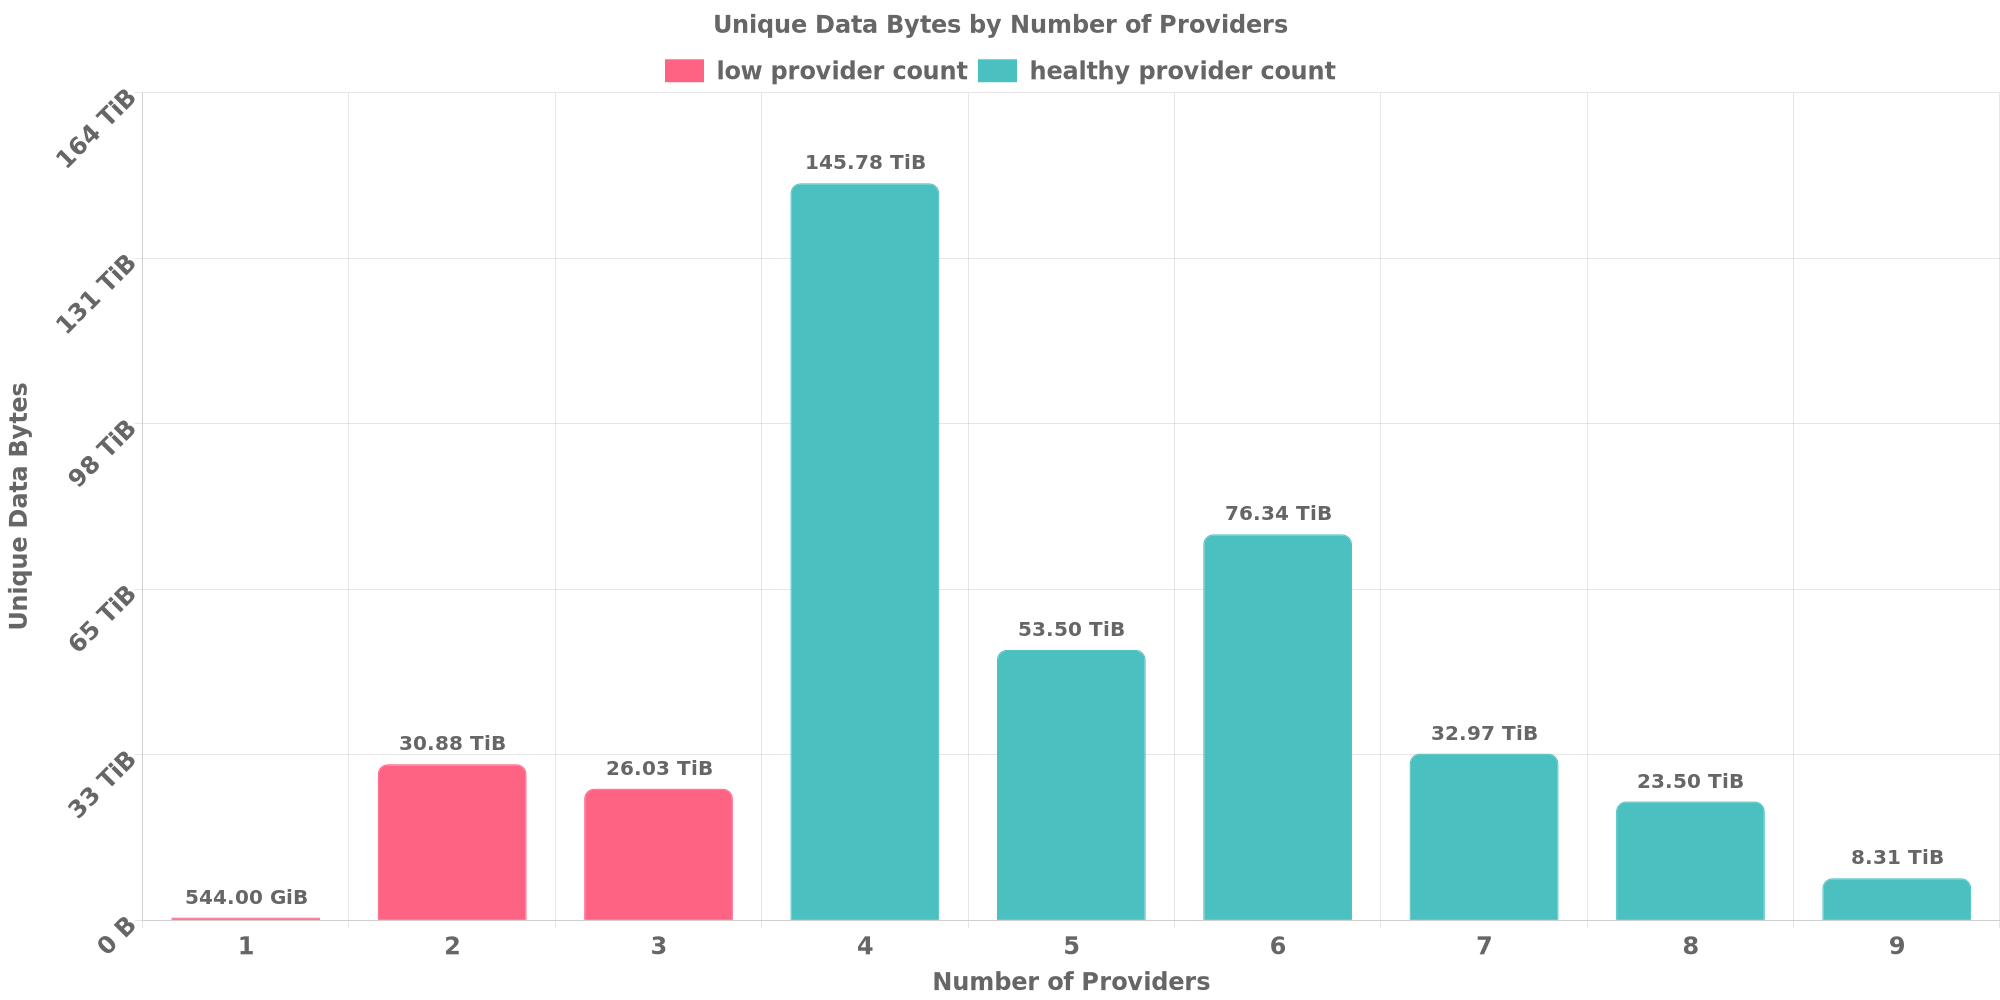 Unique Data Bytes by Number of Providers
low provider count healthy provider count
164 TiB
131 TiB
98 TiB
65 TiB
33 TiB
0 B
Unique Data Bytes
544.00 GiB
30.88 TiB
26.03 TiB
145.78 TiB
53.50 TiB
76.34 TiB
32.97 TiB
23.50 TiB
8.31 TiB
1 2 3 4 5 6 7 8 9
Number of Providers